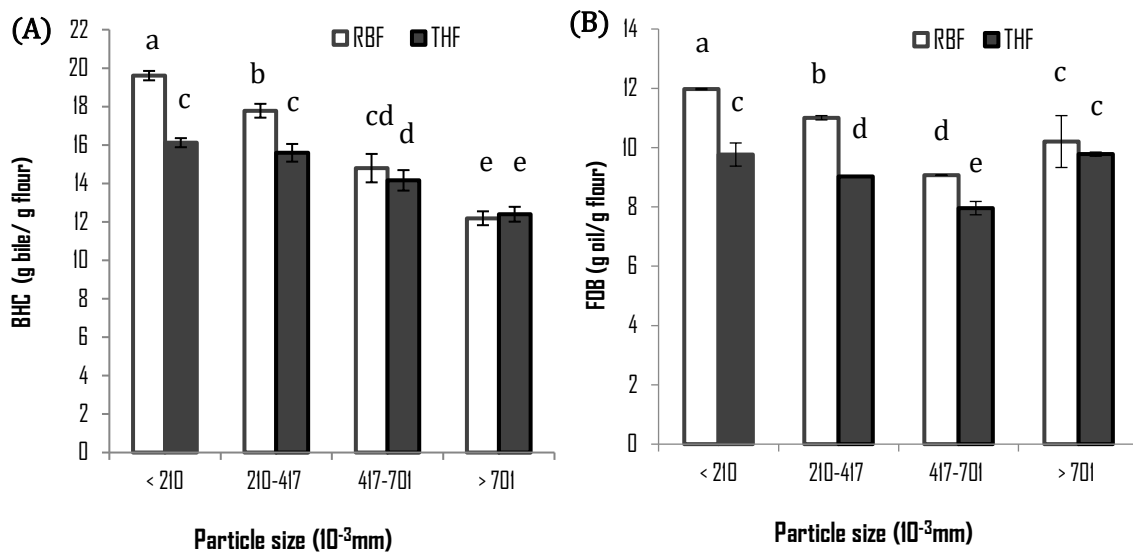 (A)
RBF THF
22
20
18
16
14
12
10
8
6
4
2
0
BHC (g bile/ g flour)
a
c
b
c
cd
d
e
e
< 210 210-417 417-701 > 701
Particle size (10⁻³mm)
(B)
RBF THF
14
12
10
8
6
4
2
0
FOB (g oil/g flour)
a
c
b
d
d
e
c
c
< 210 210-417 417-701 > 701
Particle size (10⁻³mm)